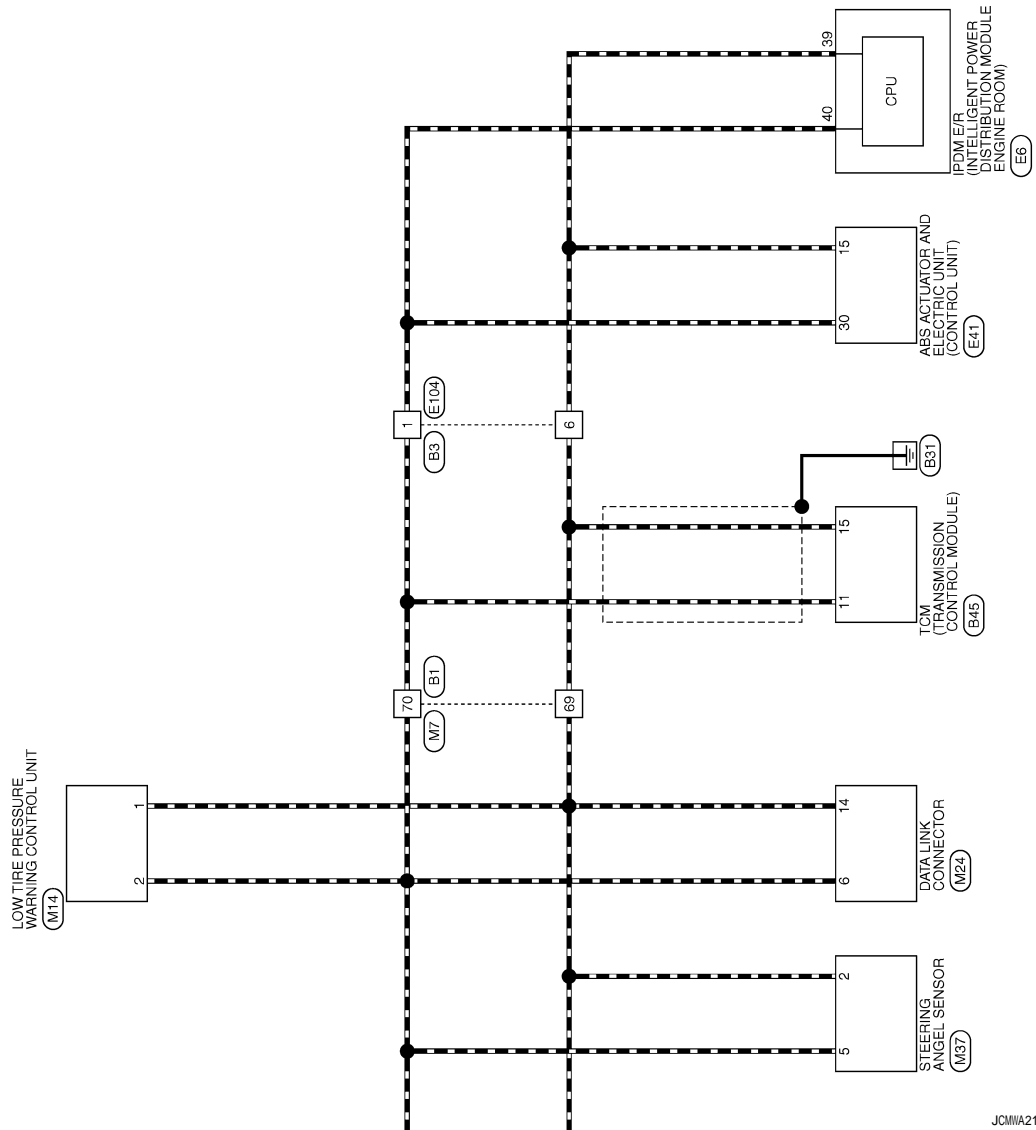 LOW TIRE PRESSURE
WARNING CONTROL UNIT
M14
2
1
STEERING
ANGEL SENSOR
M37
5
2
DATA LINK
CONNECTOR
M24
6
14
70
69
M7
B1
TCM
(TRANSMISSION
CONTROL MODULE)
B45
11
15
B31
1
6
B3
E104
ABS ACTUATOR AND
ELECTRIC UNIT
(CONTROL UNIT)
E41
30
15
IPDM E/R
(INTELLIGENT POWER
DISTRIBUTION MODULE
ENGINE ROOM)
E6
40
39
CPU
JCMWA21